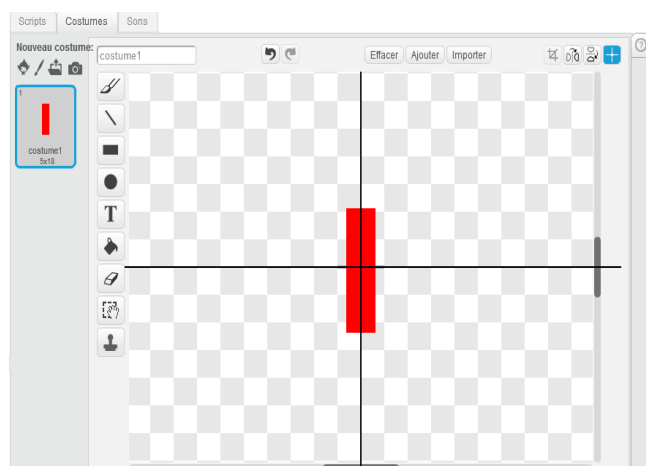 Scripts Costumes Sons
Nouveau costume:
costume1
Effacer Ajouter Importer
?
1
costume1
5x18
T